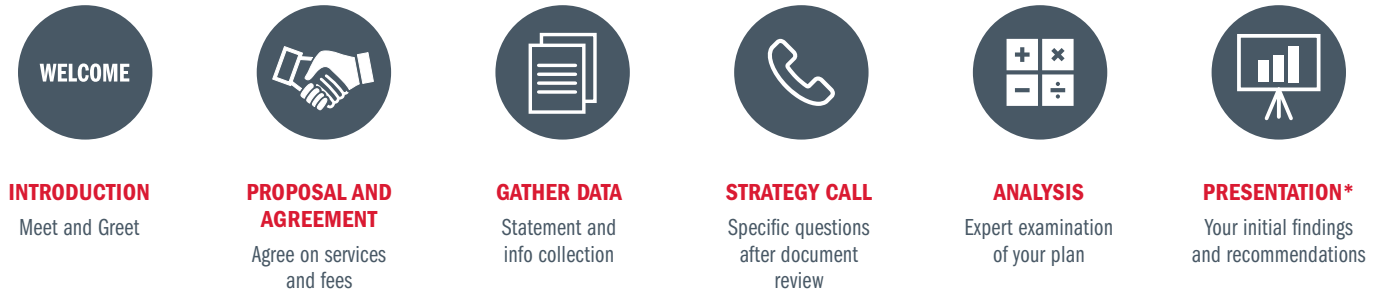 WELCOME
INTRODUCTION
Meet and Greet
PROPOSAL AND
AGREEMENT
Agree on services
and fees
GATHER DATA
Statement and
info collection
STRATEGY CALL
Specific questions
after document
review
ANALYSIS
Expert examination
of your plan
PRESENTATION*
Your initial findings
and recommendations